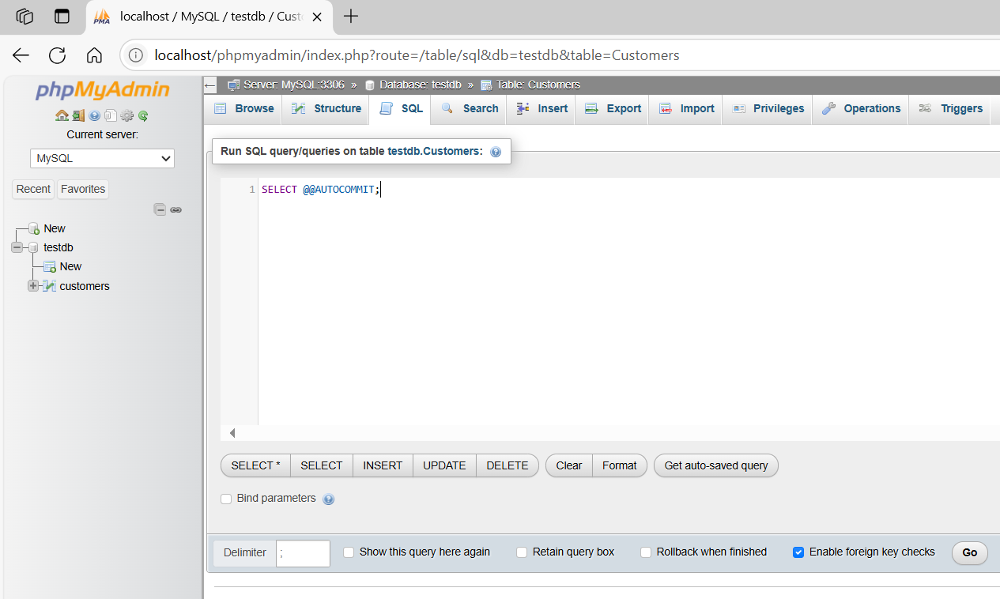 localhost / MySQL / testdb / Cust
localhost/phpmyadmin/index.php?route=/table/sql&db=testdb&table=Customers
phpMyAdmin
Current server:
MySQL
Recent Favorites
New
testdb
New
customers
Server: MySQL:3306 » Database: testdb » Table: Customers
Browse Structure SQL Search Insert Export Import Privileges Operations Triggers
Run SQL query/queries on table testdb.Customers:
1 SELECT @@AUTOCOMMIT;
SELECT * SELECT INSERT UPDATE DELETE Clear Format Get auto-saved query
Bind parameters
Delimiter ; Show this query here again Retain query box Rollback when finished Enable foreign key checks Go